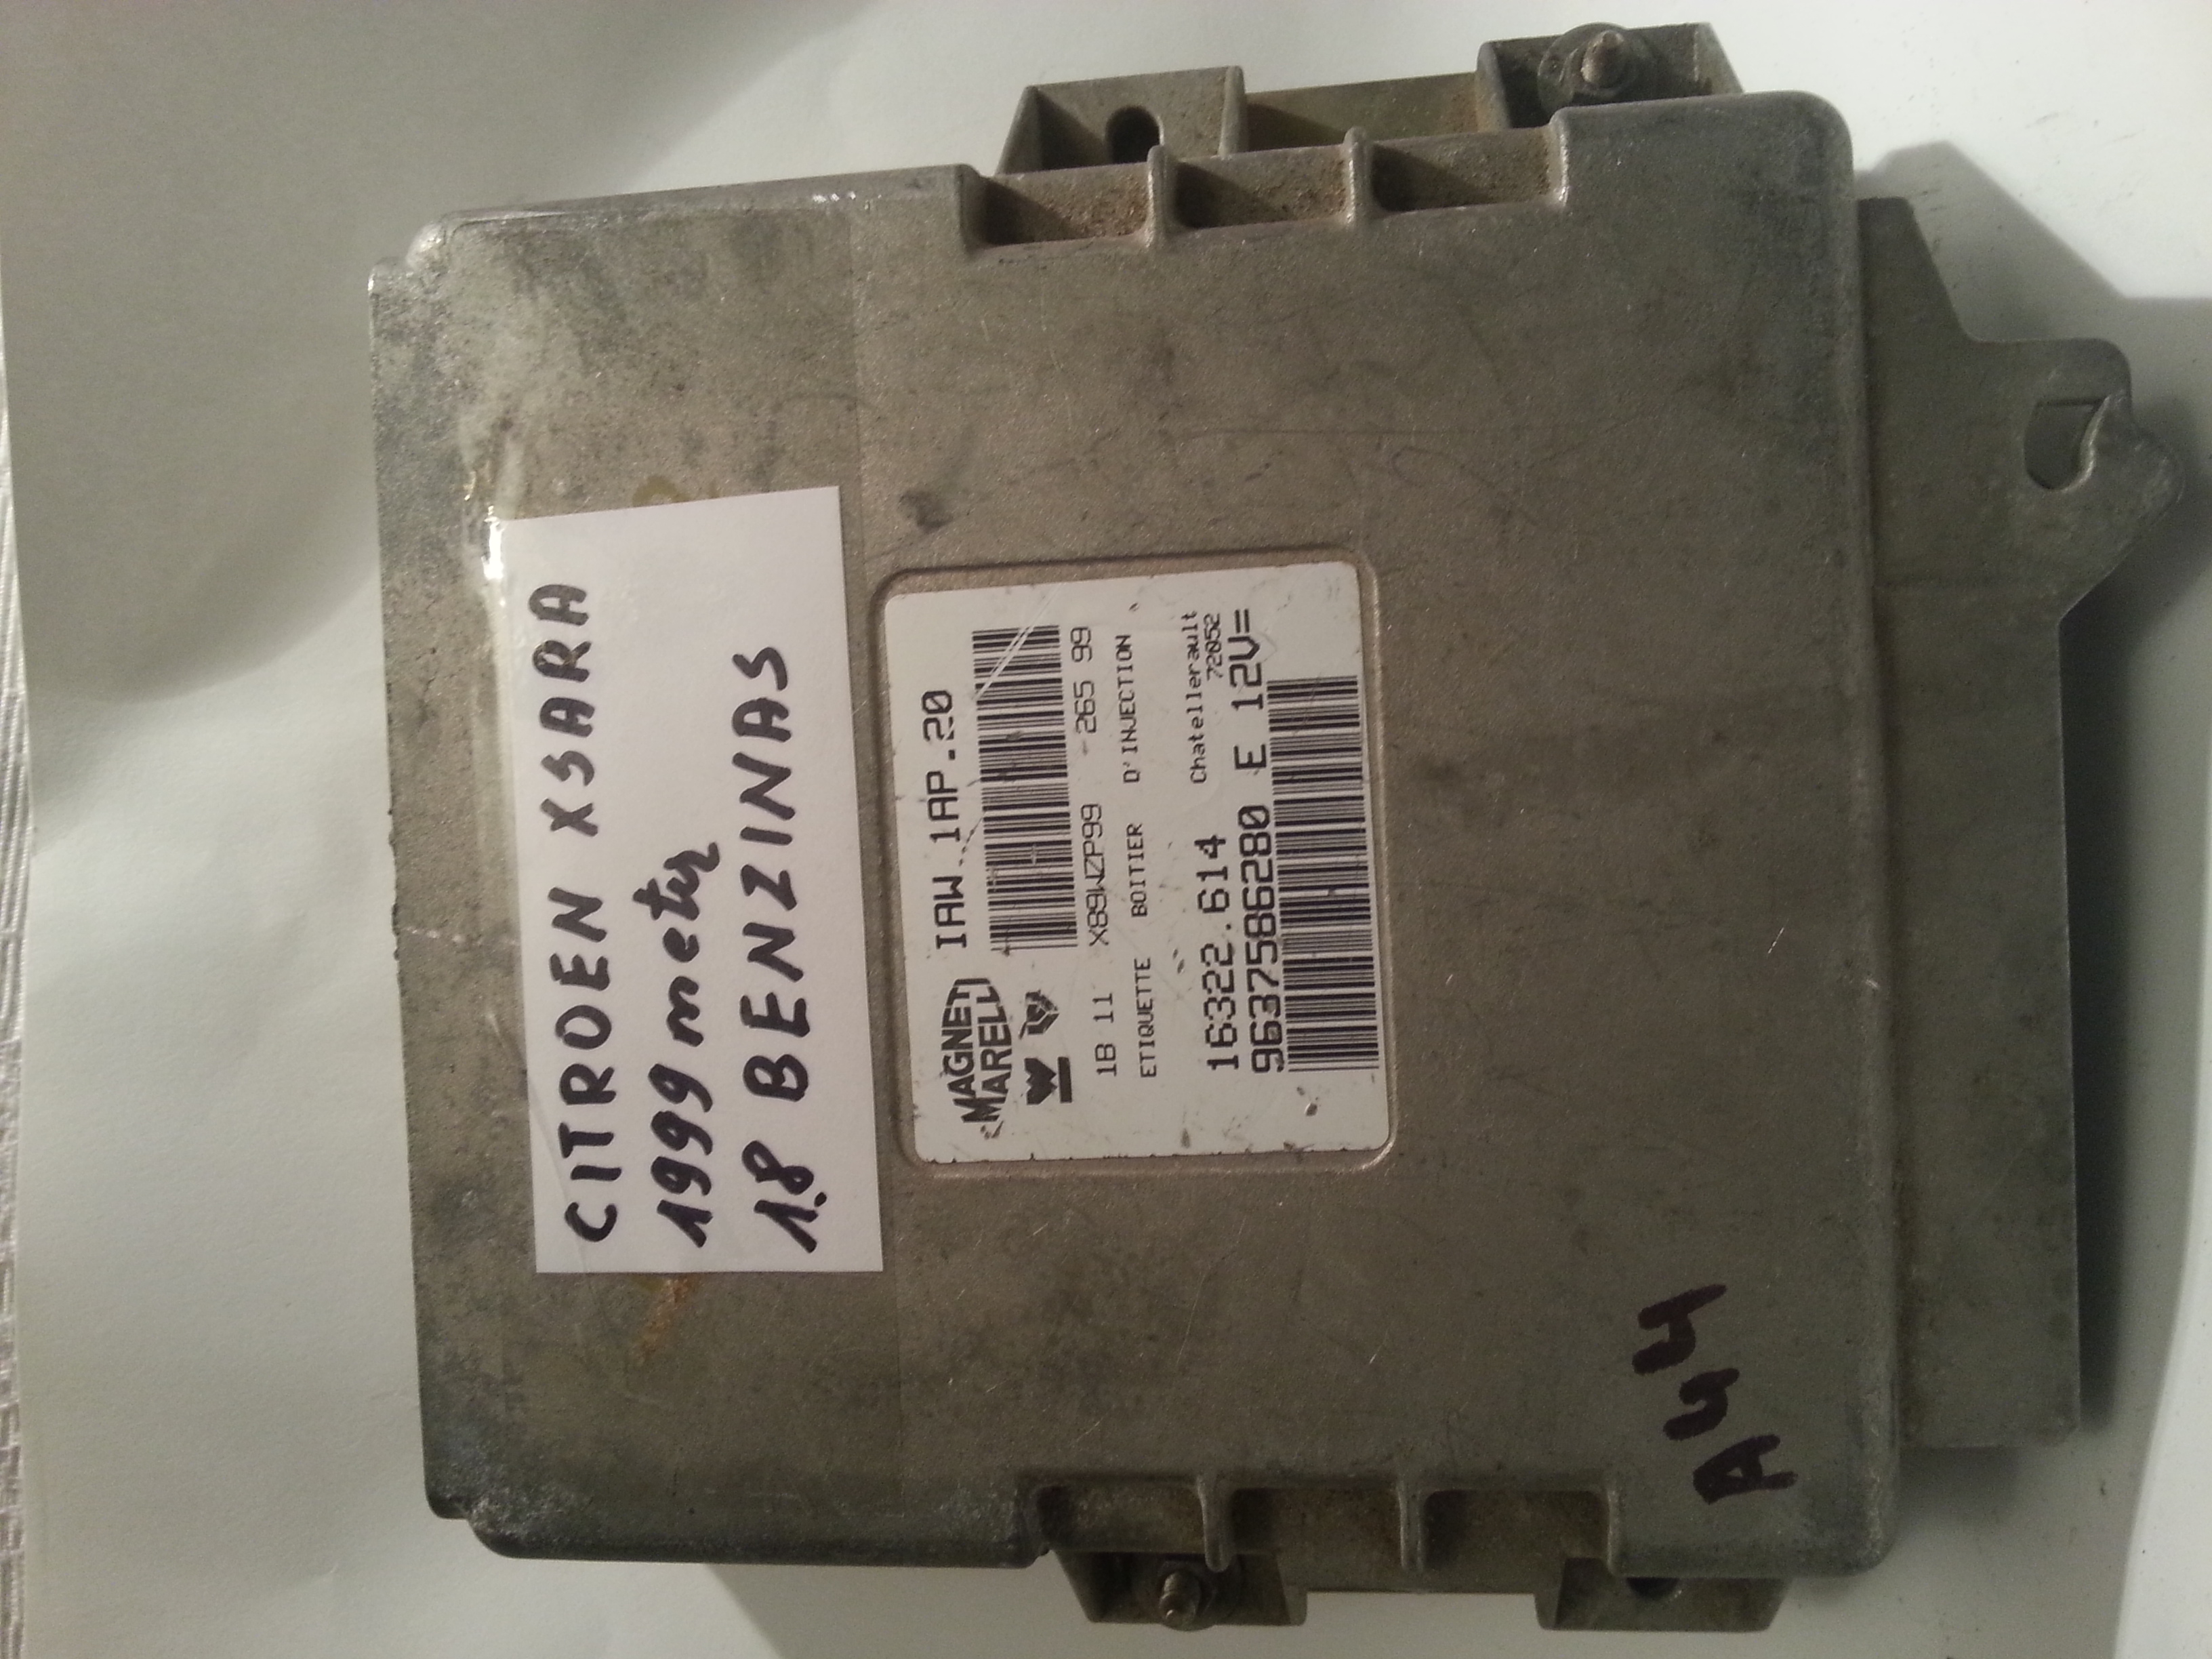 CITROEN XSARA
1999 metų
1.8 BENZINAS
MAGNETI
MARELLI
IAW 1AP.20
1B 11 X89WZP99 265 99
ETIQUETTE BOITIER D'INJECTION
16322.614 Chatellerault
72052
9637586280 E 12V=
A44